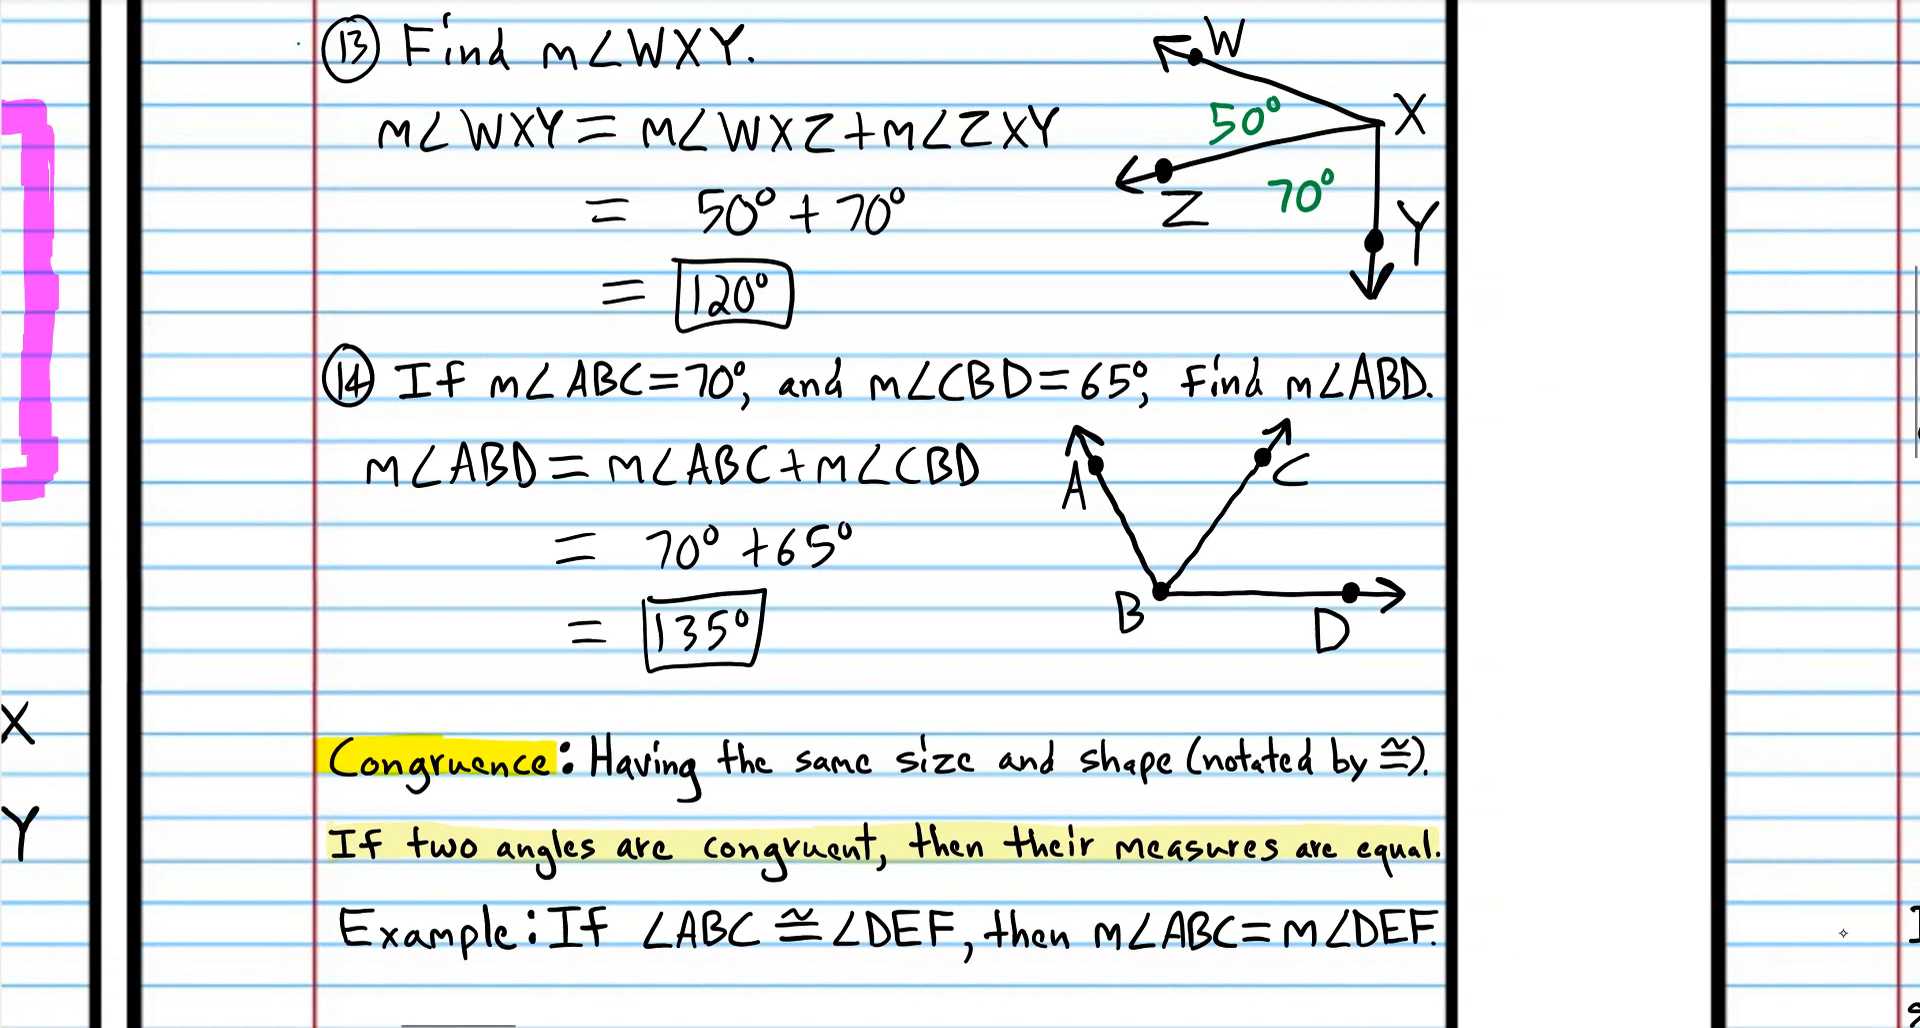 ⑬ Find m∠WXY.
m∠WXY = m∠WXZ + m∠ZXY
= 50° + 70°
= 120°
W
50°
X
Z
70°
Y
⑭ If m∠ABC=70°, and m∠CBD=65°, find m∠ABD.
m∠ABD = m∠ABC + m∠CBD
= 70° + 65°
= 135°
A
C
B
D
Congruence: Having the same size and shape (notated by ≅).
If two angles are congruent, then their measures are equal.
Example: If ∠ABC ≅ ∠DEF, then m∠ABC = m∠DEF.
X
Y